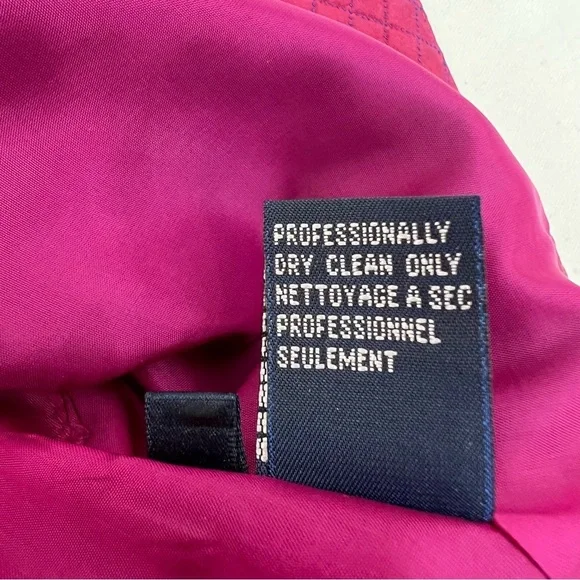 PROFESSIONALLY
DRY CLEAN ONLY
NETTOYAGE A SEC
PROFESSIONNEL
SEULEMENT